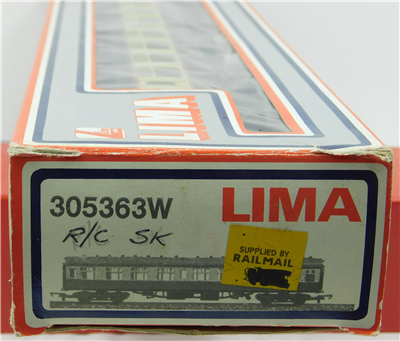 LIMA
305363W
LIMA
R/C SK
SUPPLIED BY
RAILMAIL